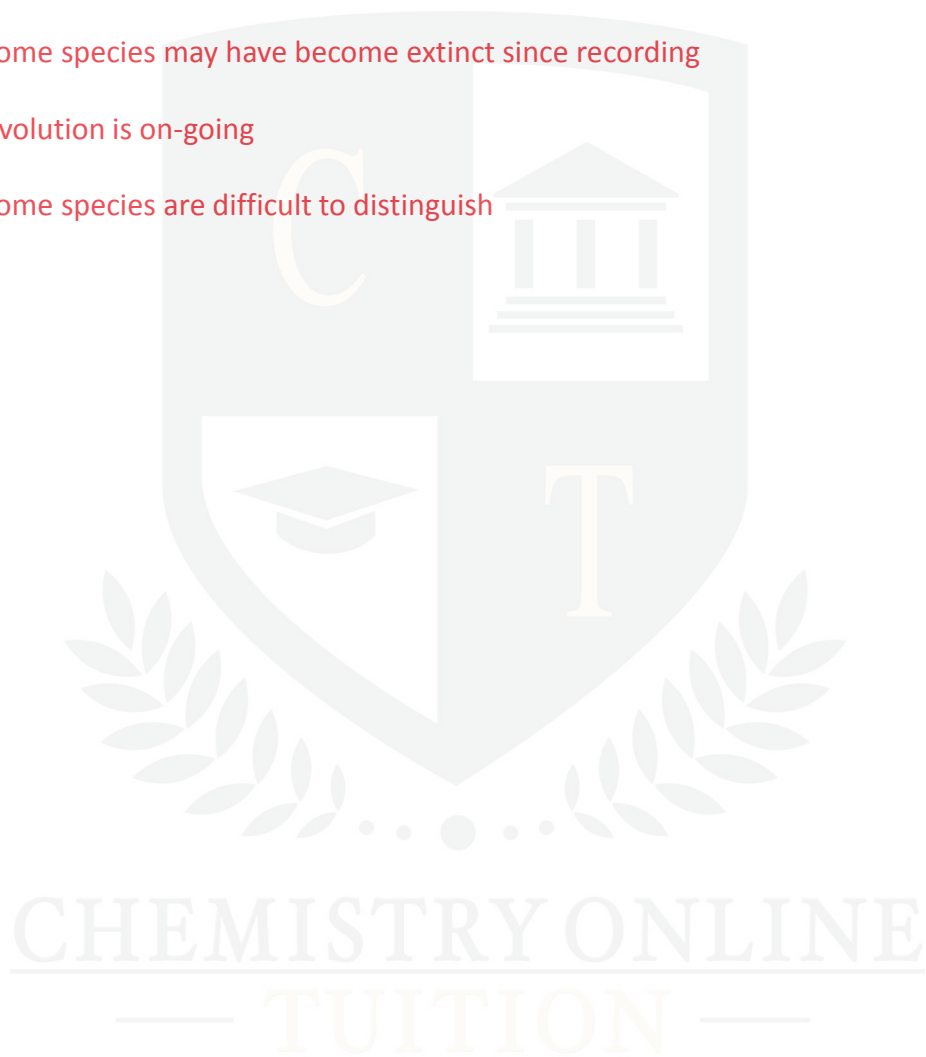 ome species may have become extinct since recording
volution is on-going
ome species are difficult to distinguish
C
T
CHEMISTRY ONLINE
TUITION